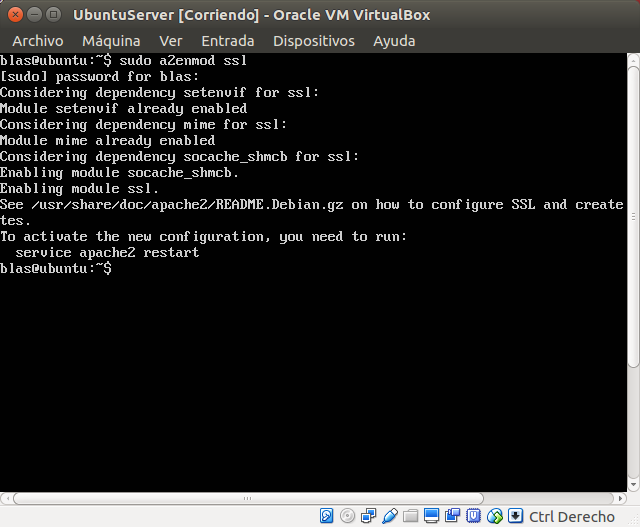 UbuntuServer [Corriendo] - Oracle VM VirtualBox
Archivo Máquina Ver Entrada Dispositivos Ayuda
blas@ubuntu:~$ sudo a2enmod ssl
[sudo] password for blas:
Considering dependency setenvif for ssl:
Module setenvif already enabled
Considering dependency mime for ssl:
Module mime already enabled
Considering dependency socache_shmcb for ssl:
Enabling module socache_shmcb.
Enabling module ssl.
See /usr/share/doc/apache2/README.Debian.gz on how to configure SSL and create
tes.
To activate the new configuration, you need to run:
  service apache2 restart
blas@ubuntu:~$
Ctrl Derecho